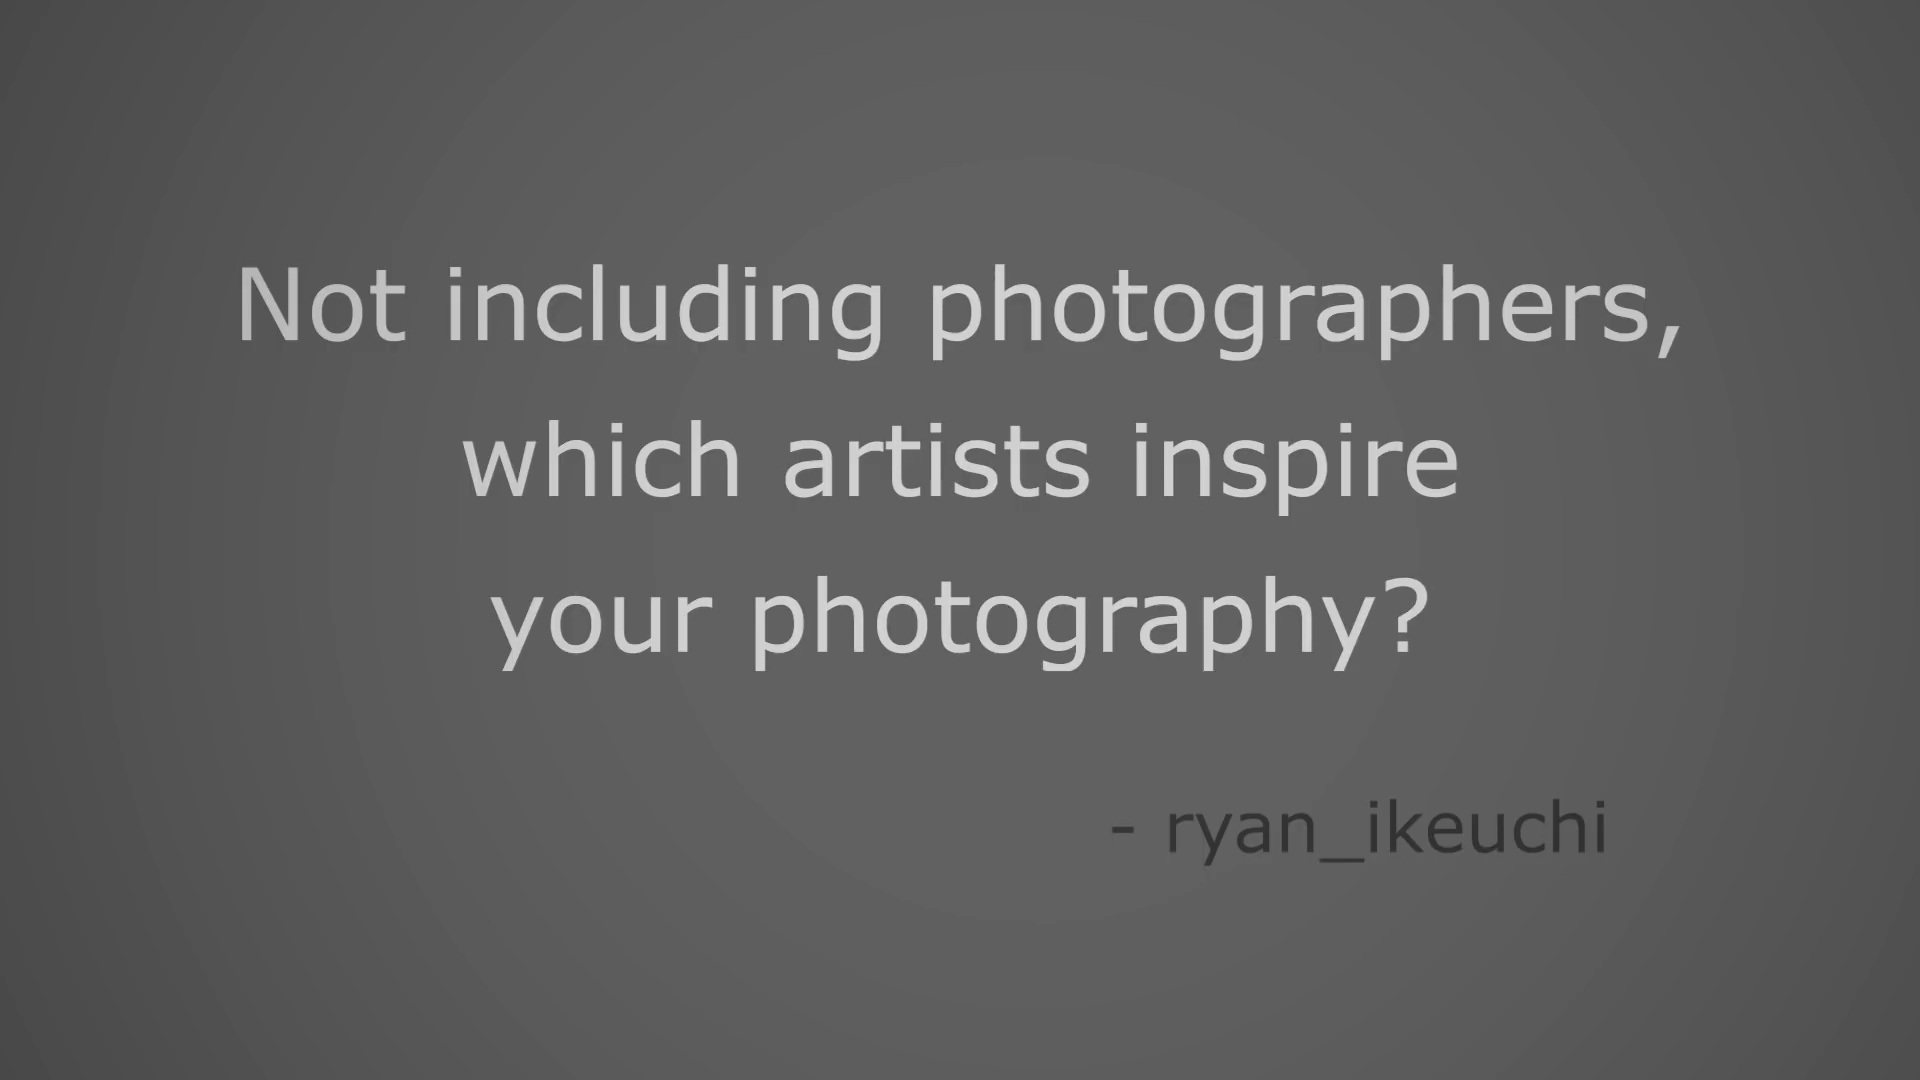 Not including photographers,
which artists inspire
your photography?
- ryan_ikeuchi